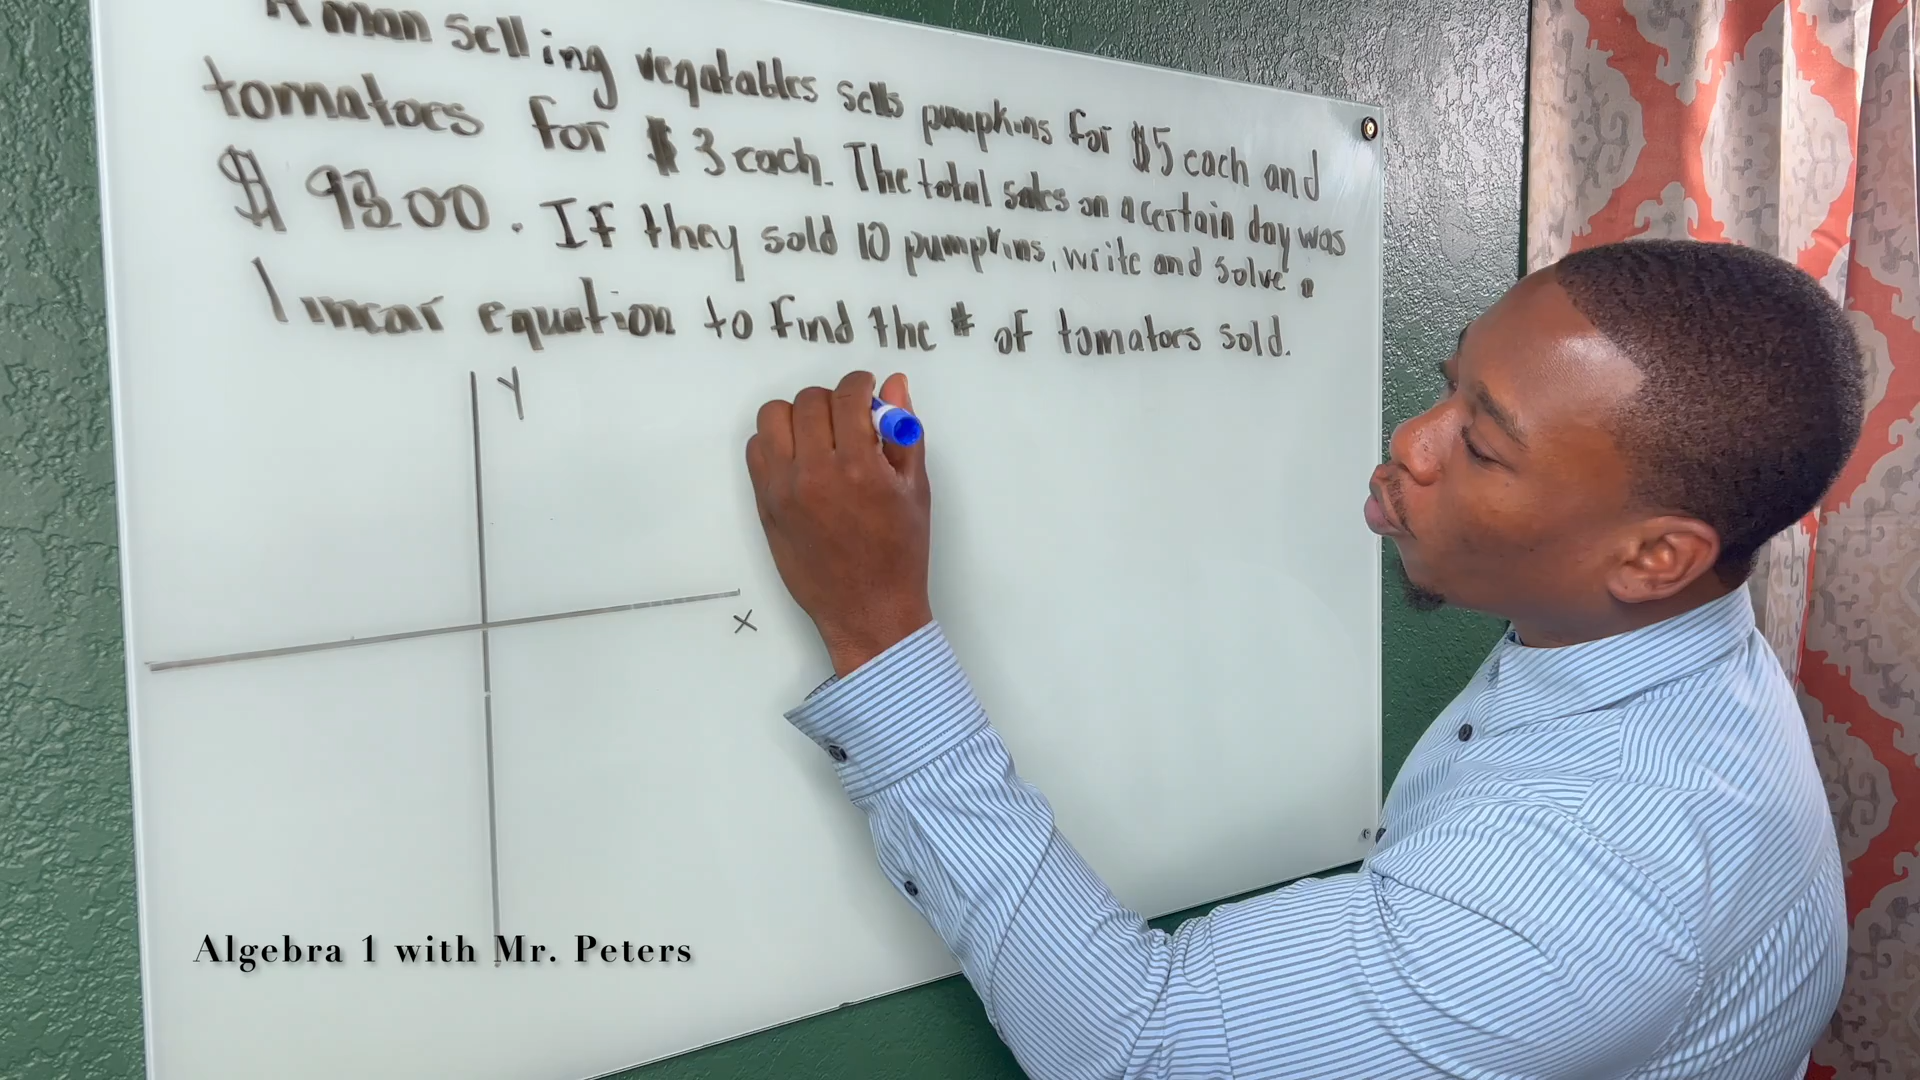 A man selling vegatables sells pumpkins for $5 each and
tomatoes for $3 each. The total sales on a certain day was
$ 98.00. If they sold 10 pumpkins, write and solve a
linear equation to find the # of tomatoes sold.
Y
X
Algebra 1 with Mr. Peters